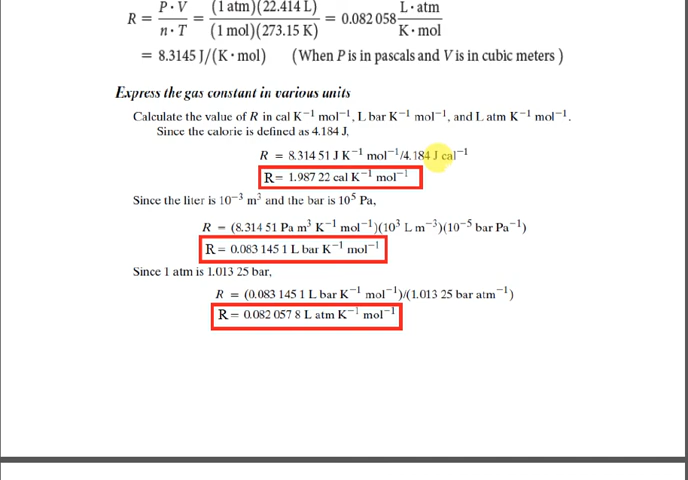 R = P · V / n · T = (1 atm)(22.414 L) / (1 mol)(273.15 K) = 0.082 058 L · atm / K · mol
= 8.3145 J/(K · mol) (When P is in pascals and V is in cubic meters )
Express the gas constant in various units
Calculate the value of R in cal K⁻¹ mol⁻¹, L bar K⁻¹ mol⁻¹, and L atm K⁻¹ mol⁻¹.
Since the calorie is defined as 4.184 J,
R = 8.314 51 J K⁻¹ mol⁻¹/4.184 J cal⁻¹
R= 1.987 22 cal K⁻¹ mol⁻¹
Since the liter is 10⁻³ m³ and the bar is 10⁵ Pa,
R = (8.314 51 Pa m³ K⁻¹ mol⁻¹)(10³ L m⁻³)(10⁻⁵ bar Pa⁻¹)
R = 0.083 145 1 L bar K⁻¹ mol⁻¹
Since 1 atm is 1.013 25 bar,
R = (0.083 145 1 L bar K⁻¹ mol⁻¹)/(1.013 25 bar atm⁻¹)
R = 0.082 057 8 L atm K⁻¹ mol⁻¹